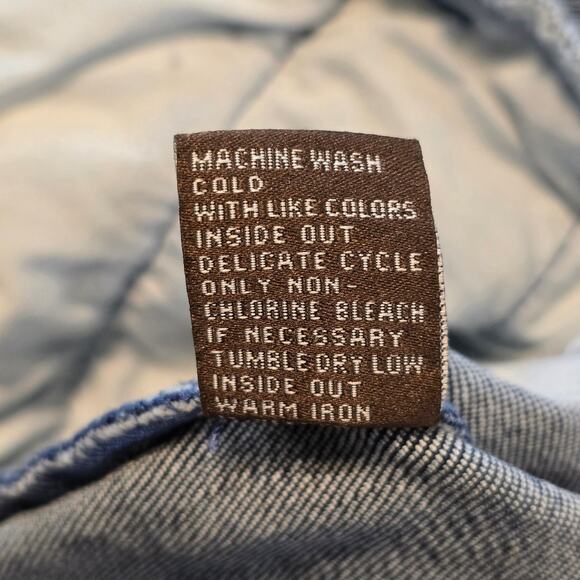 MACHINE WASH
COLD
WITH LIKE COLORS
INSIDE OUT
DELICATE CYCLE
ONLY NON-
CHLORINE BLEACH
IF NECESSARY
TUMBLE DRY LOW
INSIDE OUT
WARM IRON